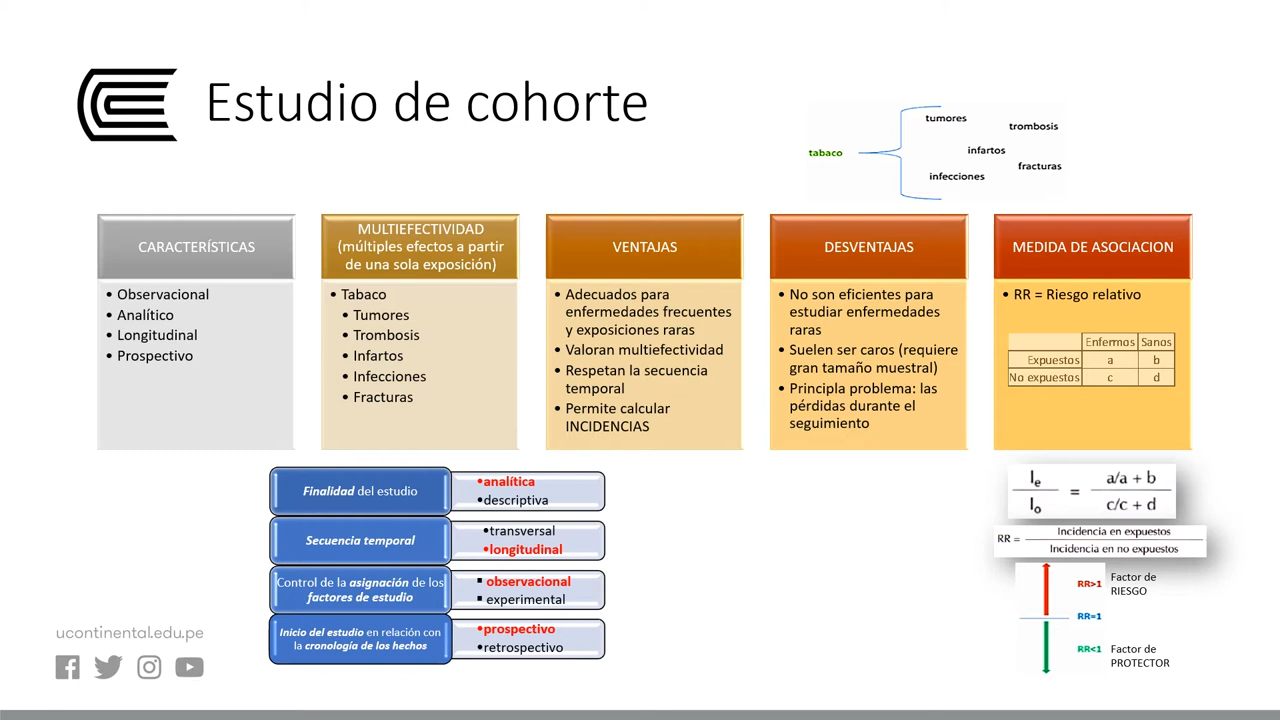 Estudio de cohorte
tabaco
tumores
trombosis
infartos
fracturas
infecciones
CARACTERÍSTICAS
• Observacional
• Analítico
• Longitudinal
• Prospectivo
MULTIEFECTIVIDAD
(múltiples efectos a partir
de una sola exposición)
• Tabaco
• Tumores
• Trombosis
• Infartos
• Infecciones
• Fracturas
VENTAJAS
• Adecuados para
enfermedades frecuentes
y exposiciones raras
• Valoran multiefectividad
• Respetan la secuencia
temporal
• Permite calcular
INCIDENCIAS
DESVENTAJAS
• No son eficientes para
estudiar enfermedades
raras
• Suelen ser caros (requiere
gran tamaño muestral)
• Principla problema: las
pérdidas durante el
seguimiento
MEDIDA DE ASOCIACION
• RR = Riesgo relativo
Enfermos Sanos
Expuestos a b
No expuestos c d
Finalidad del estudio
•analítica
•descriptiva
Secuencia temporal
•transversal
•longitudinal
Control de la asignación de los
factores de estudio
▪ observacional
▪ experimental
Inicio del estudio en relación con
la cronología de los hechos
•prospectivo
•retrospectivo
Ie a/a + b
=
Io c/c + d
Incidencia en expuestos
RR =
Incidencia en no expuestos
RR>1 Factor de
RIESGO
RR=1
RR<1 Factor de
PROTECTOR
ucontinental.edu.pe